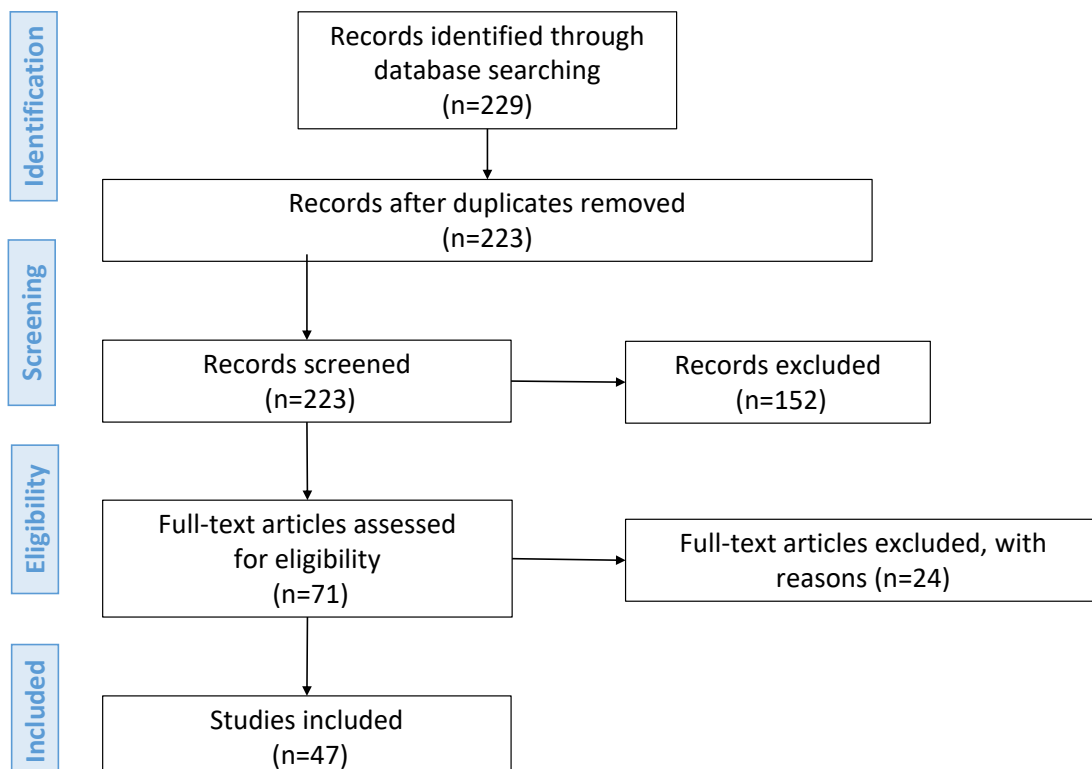 Identification
Records identified through
database searching
(n=229)
Records after duplicates removed
(n=223)
Screening
Records screened
(n=223)
Records excluded
(n=152)
Eligibility
Full-text articles assessed
for eligibility
(n=71)
Full-text articles excluded, with
reasons (n=24)
Included
Studies included
(n=47)